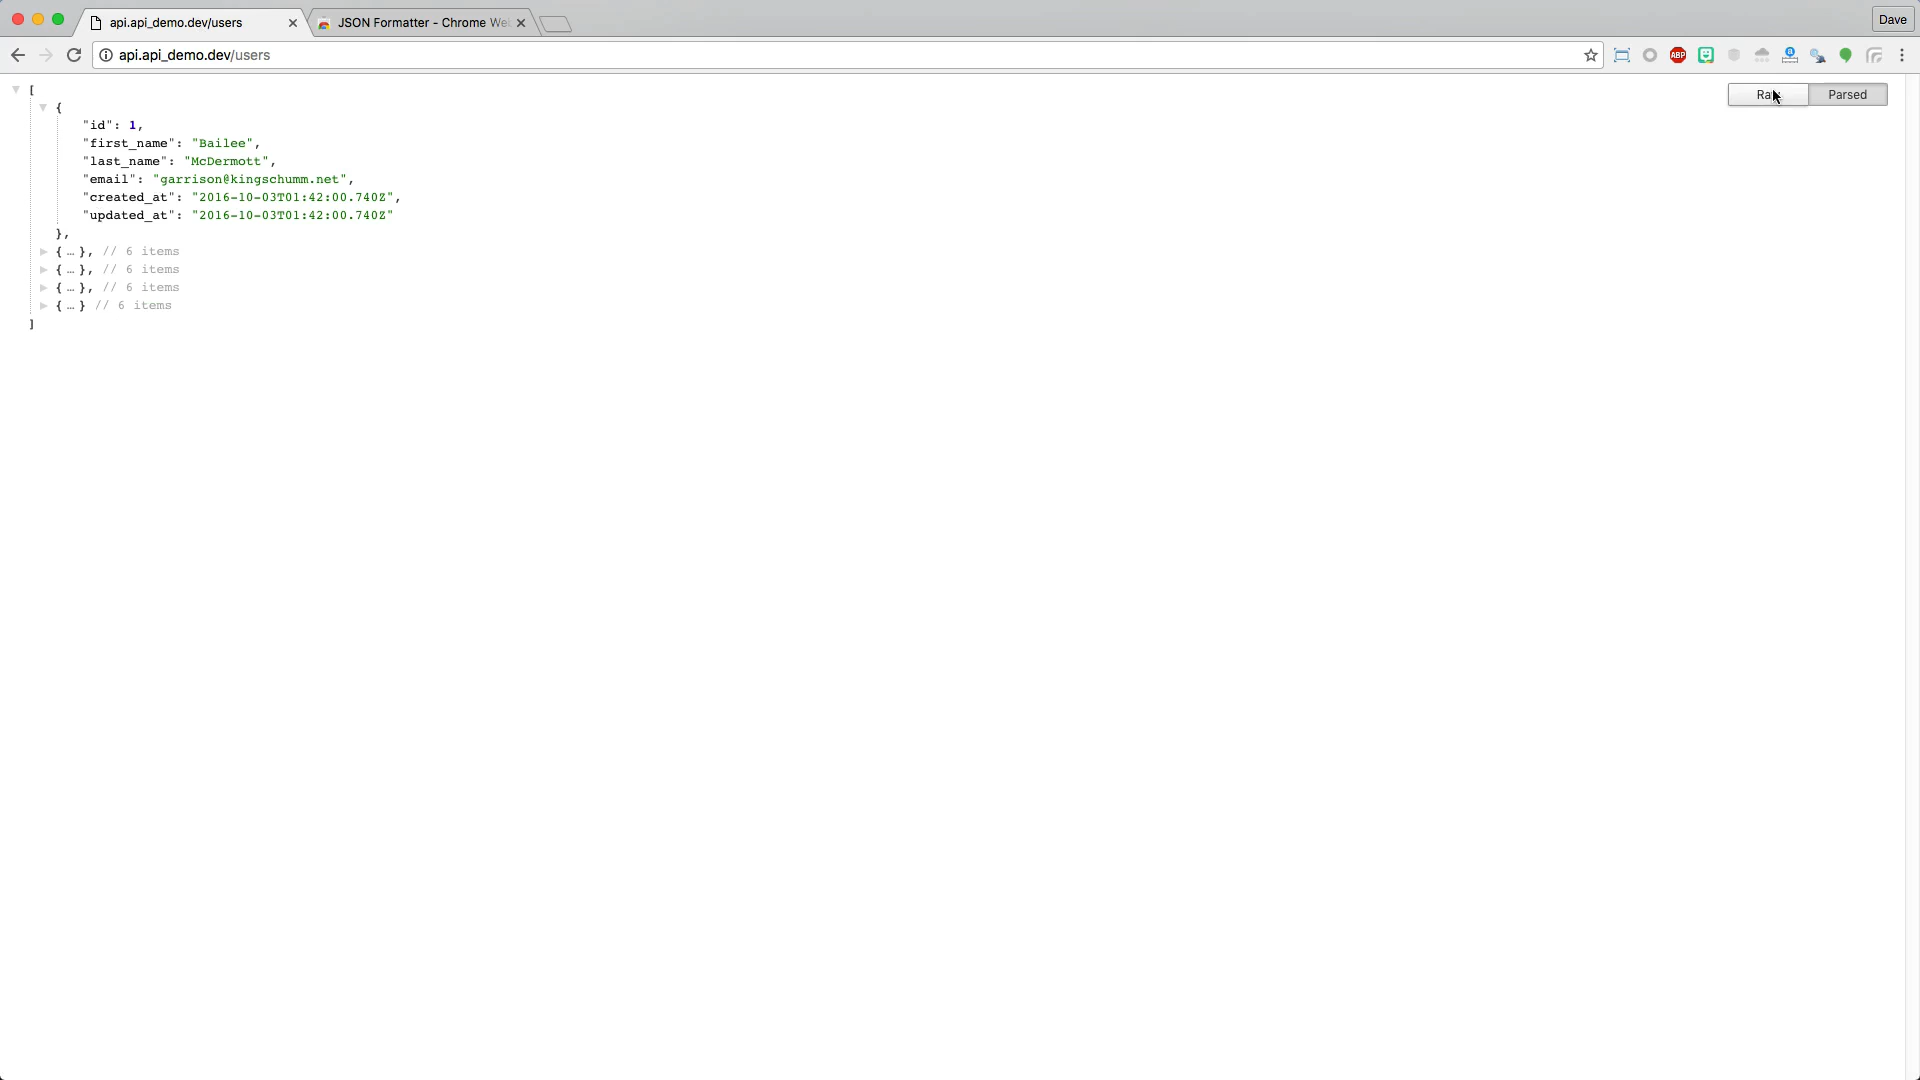 api.api_demo.dev/users
JSON Formatter - Chrome We
Dave
api.api_demo.dev/users
ABP
Parsed
[
{
"id": 1,
"first_name": "Bailee",
"last_name": "McDermott",
"email": "garrison@kingschumm.net",
"created_at": "2016-10-03T01:42:00.740Z",
"updated_at": "2016-10-03T01:42:00.740Z"
},
{ … }, // 6 items
{ … }, // 6 items
{ … }, // 6 items
{ … } // 6 items
]